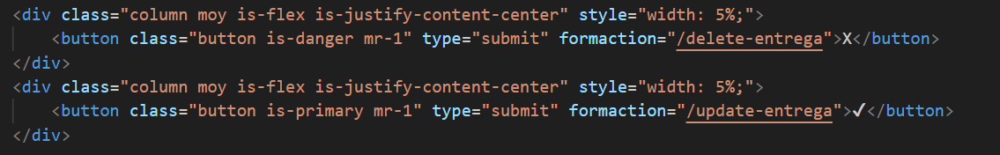 <div class="column moy is-flex is-justify-content-center" style="width: 5%;">
    <button class="button is-danger mr-1" type="submit" formaction="/delete-entrega">X</button>
</div>
<div class="column moy is-flex is-justify-content-center" style="width: 5%;">
    <button class="button is-primary mr-1" type="submit" formaction="/update-entrega">✓</button>
</div>